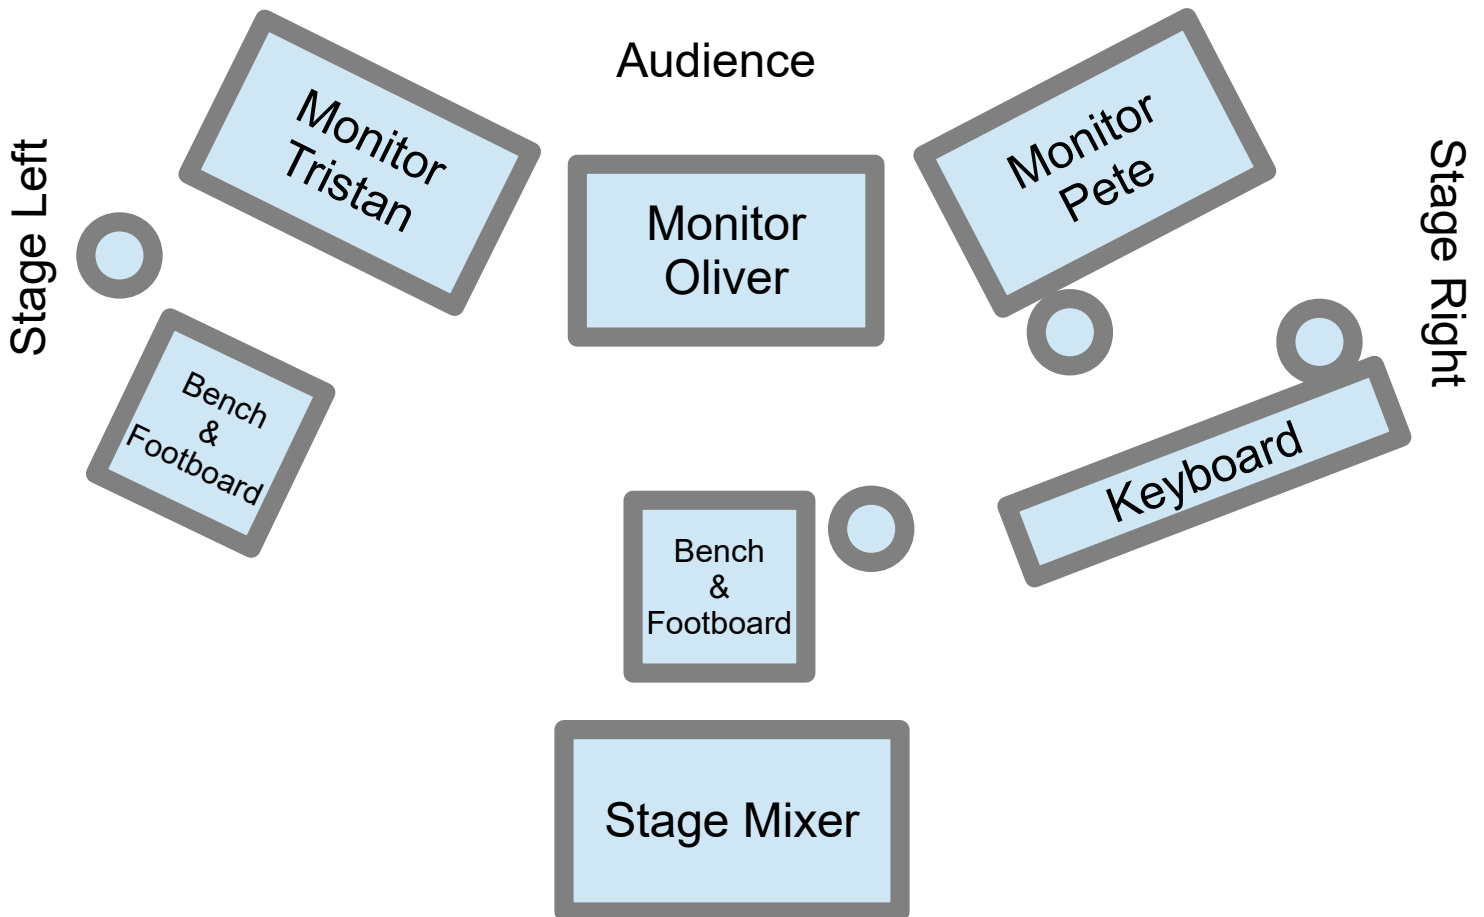 Audience
Monitor
Tristan
Monitor
Oliver
Monitor
Pete
Stage Left
Stage Right
Bench
&
Footboard
Keyboard
Bench
&
Footboard
Stage Mixer